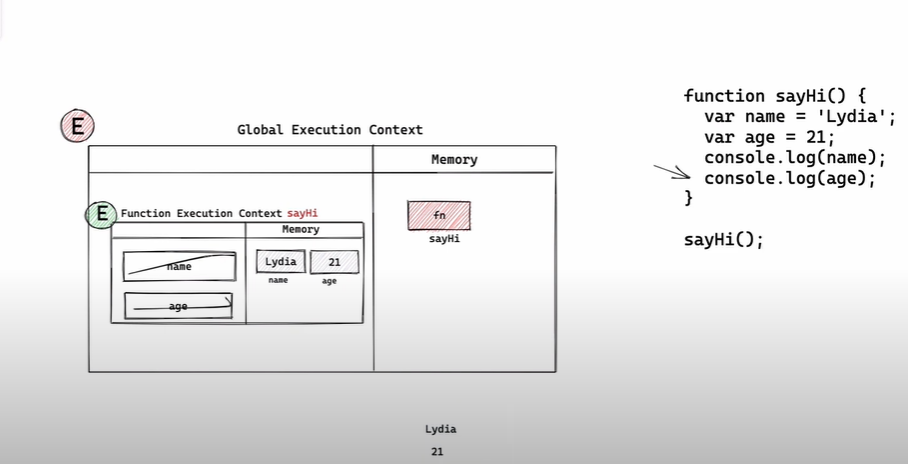 E
Global Execution Context
Memory
E
Function Execution Context sayHi
Memory
name
Lydia
21
name
age
age
fn
sayHi
function sayHi() {
var name = 'Lydia';
var age = 21;
console.log(name);
console.log(age);
}
sayHi();
Lydia
21